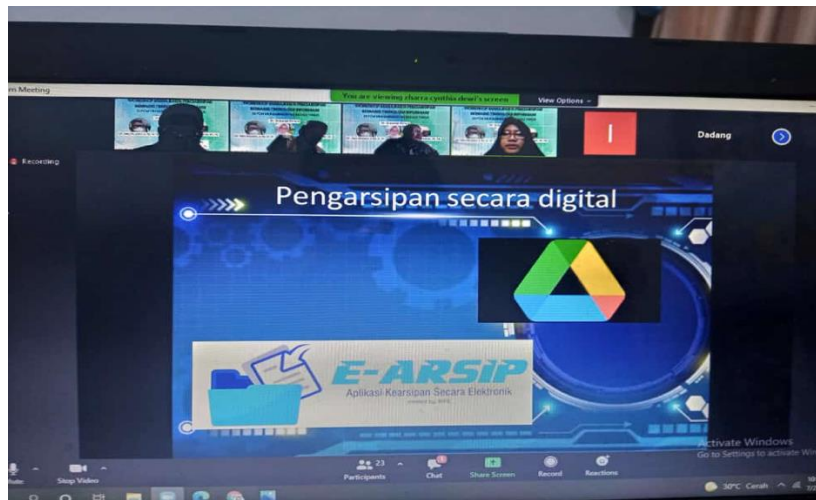 m Meeting
You are viewing charra cynthia dewi's screen
View Options
I
Dadang
Recording
Pengarsipan secara digital
E-ARSIP
Aplikasi Kearsipan Secara Elektronik
Activate Windows
Go to Settings to activate Win
Stop Video
23
Participants
Chat
Share Screen
Record
Reactions
30°C Cerah